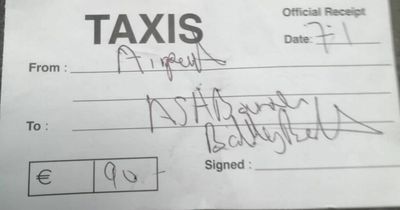 TAXIS
Official Receipt
Date: 7-1
From : Airport
To :
Signed :
€ 90 -